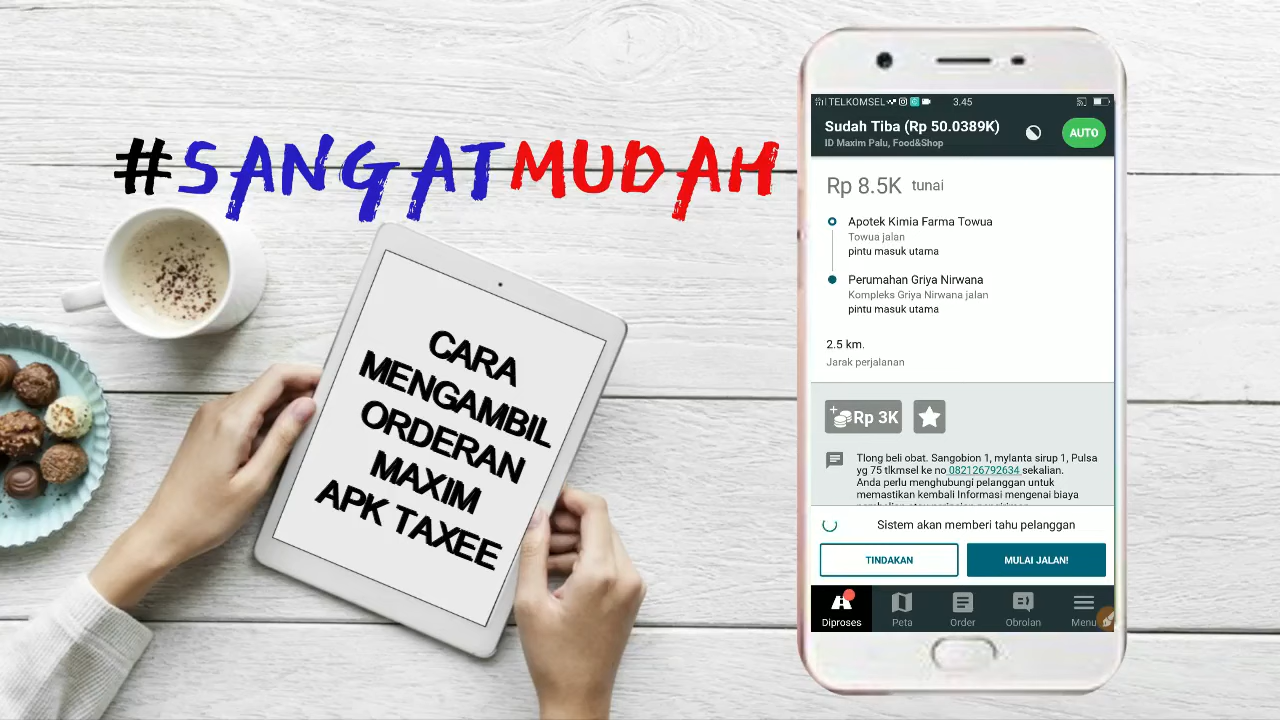 #SANGATMUDAH
CARA
MENGAMBIL
ORDERAN
MAXIM
APK TAXEE
TELKOMSEL
3.45
Sudah Tiba (Rp 50.0389K)
ID Maxim Palu, Food&Shop
AUTO
Rp 8.5K tunai
Apotek Kimia Farma Towua
Towua jalan
pintu masuk utama
Perumahan Griya Nirwana
Kompleks Griya Nirwana jalan
pintu masuk utama
2.5 km.
Jarak perjalanan
+ Rp 3K
Tlong beli obat. Sangobion 1, mylanta sirup 1, Pulsa
yg 75 tlkmsel ke no 082126792634 sekalian.
Anda perlu menghubungi pelanggan untuk
memastikan kembali Informasi mengenai biaya
Sistem akan memberi tahu pelanggan
TINDAKAN
MULAI JALAN!
Diproses
Peta
Order
Obrolan
Menu